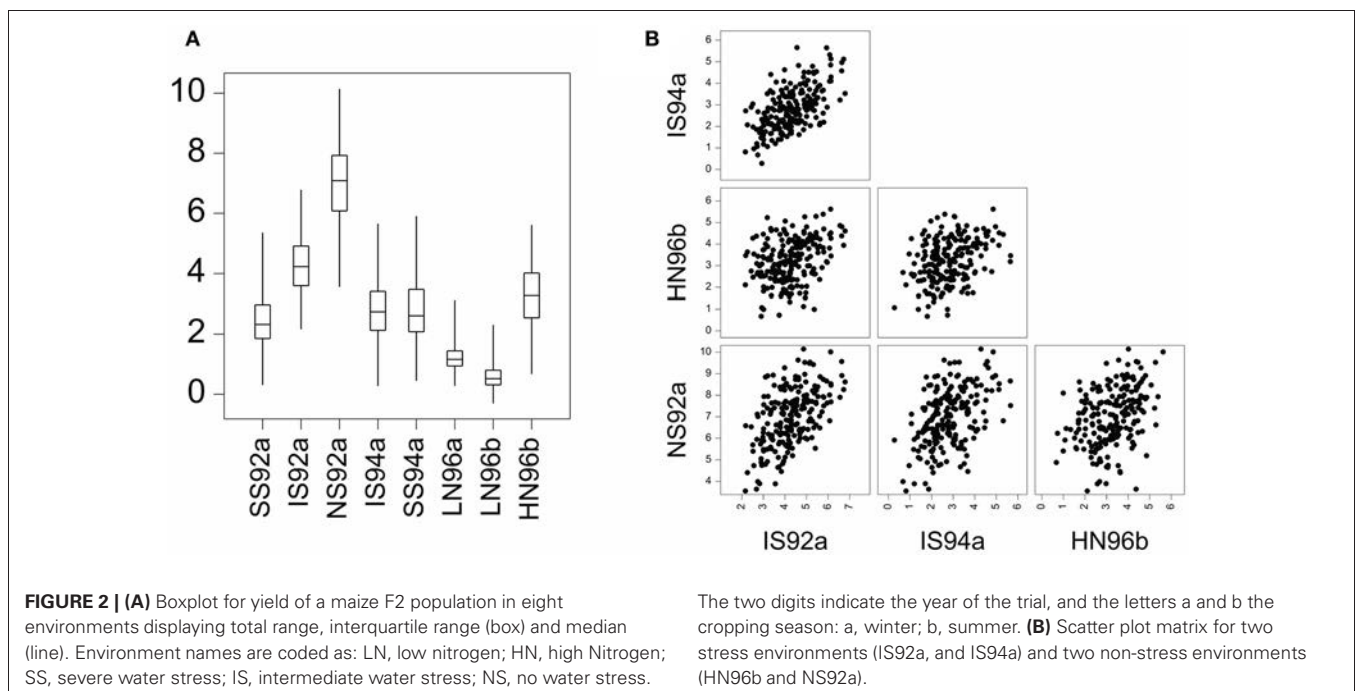 A
10
8
6
4
2
0
SS92a
IS92a
NS92a
IS94a
SS94a
LN96a
LN96b
HN96b
B
6
5
4
3
2
1
0
IS94a
6
5
4
3
2
1
0
HN96b
10
9
8
7
6
5
4
NS92a
2 3 4 5 6 7
0 1 2 3 4 5 6
0 1 2 3 4 5 6
IS92a
IS94a
HN96b
FIGURE 2 | (A) Boxplot for yield of a maize F2 population in eight
environments displaying total range, interquartile range (box) and median
(line). Environment names are coded as: LN, low nitrogen; HN, high Nitrogen;
SS, severe water stress; IS, intermediate water stress; NS, no water stress.
The two digits indicate the year of the trial, and the letters a and b the
cropping season: a, winter; b, summer. (B) Scatter plot matrix for two
stress environments (IS92a, and IS94a) and two non-stress environments
(HN96b and NS92a).